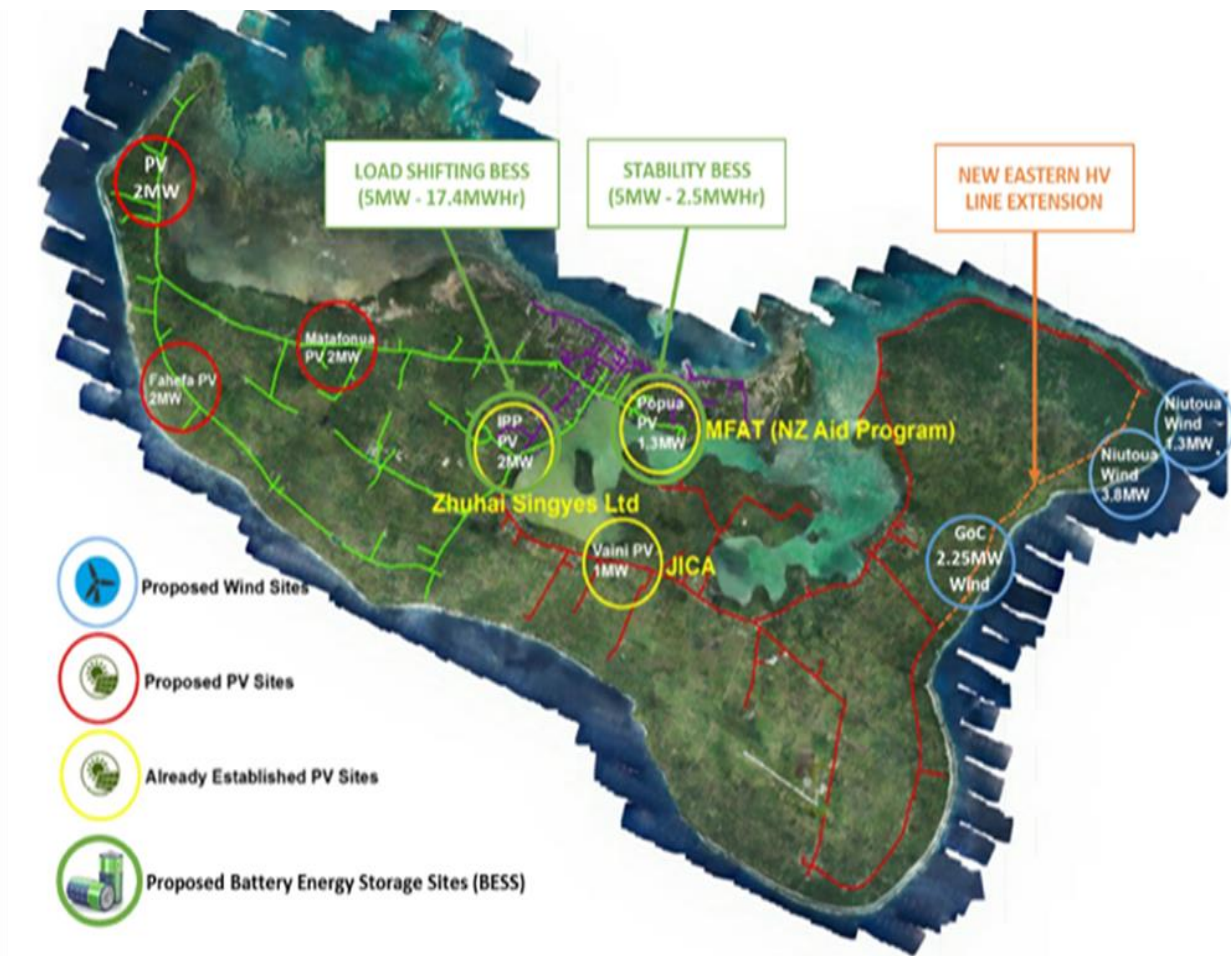 LOAD SHIFTING BESS
(5MW - 17.4MWHr)
STABILITY BESS
(5MW - 2.5MWHr)
NEW EASTERN HV
LINE EXTENSION
PV
2MW
Matafonua
PV 2MW
Fahefa PV
2MW
IPP
PV
2MW
Zhuhai Singyes Ltd
Popua
PV
1.3MW
MFAT (NZ Aid Program)
Vaini PV
1MW
JICA
Niutoua
Wind
1.3MW
Niutoua
Wind
3.8MW
GoC
2.25MW
Wind
Proposed Wind Sites
Proposed PV Sites
Already Established PV Sites
Proposed Battery Energy Storage Sites (BESS)